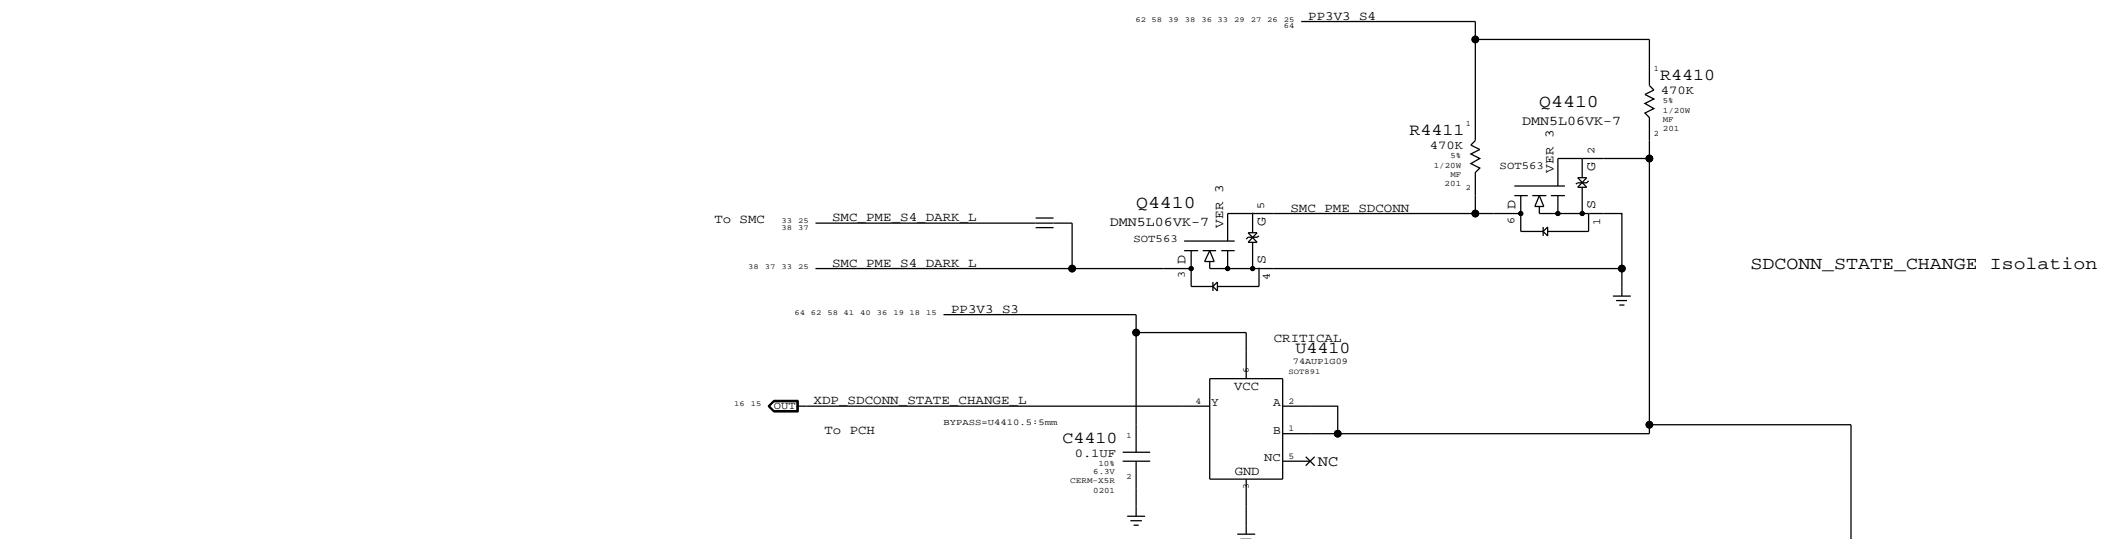 62 58 39 38 36 33 29 27 26 25 PP3V3_S4
64
1 R4410
470K
5%
1/20W
MF
201
2
Q4410
DMN5L06VK-7
VER 3
SOT563
G 2
6 D
S 1
R4411 1
470K
5%
1/20W
MF
201 2
Q4410
DMN5L06VK-7
VER 3
SOT563
G 5
3 D
S 4
SMC_PME_SDCONN
To SMC 33 25 SMC_PME_S4_DARK_L
38 37
38 37 33 25 SMC_PME_S4_DARK_L
SDCONN_STATE_CHANGE Isolation
64 62 58 41 40 36 19 18 15 PP3V3_S3
CRITICAL
U4410
74AUP1G09
SOT891
6
VCC
16 15 OUT XDP_SDCONN_STATE_CHANGE_L 4 Y A 2
To PCH
BYPASS=U4410.5:5mm
B 1
C4410 1
0.1UF
10%
6.3V
CERM-X5R
0201
2
NC 5 NC
GND
3